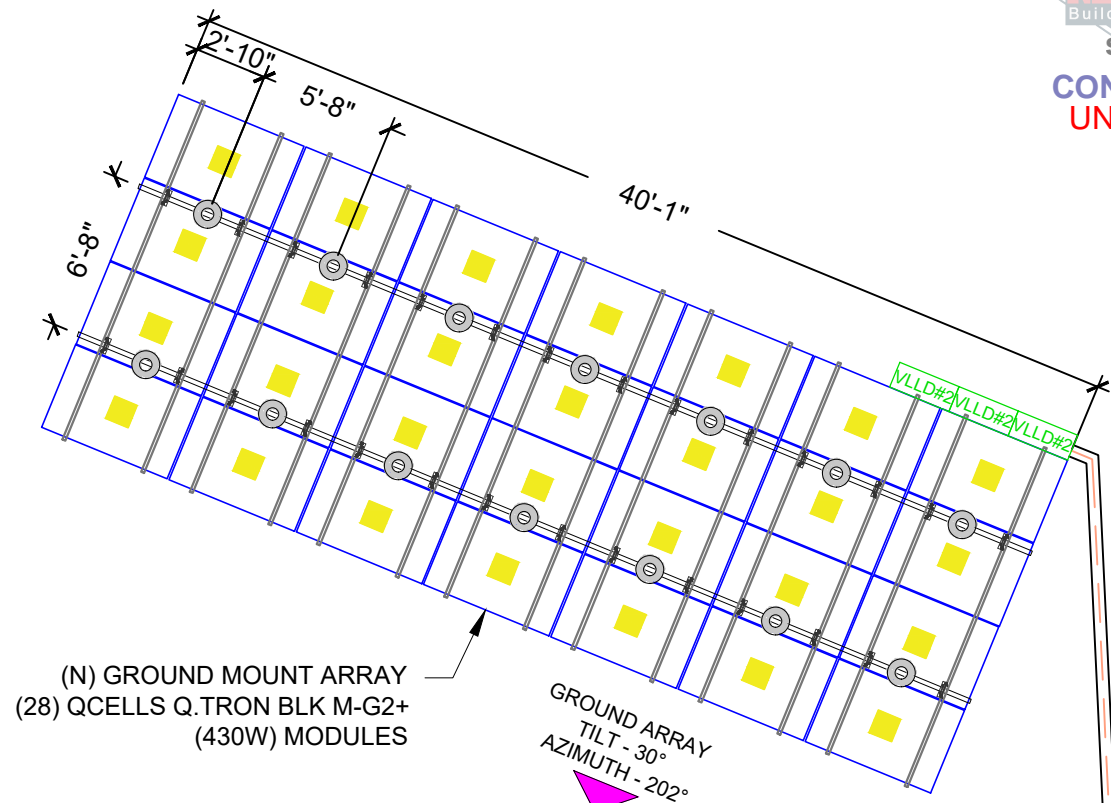 Build
CON
UN
2'-10"
5'-8"
40'-1"
6'-8"
VLLD#2
VLLD#2
VLLD#2
(N) GROUND MOUNT ARRAY
(28) QCELLS Q.TRON BLK M-G2+
(430W) MODULES
GROUND ARRAY
TILT - 30°
AZIMUTH - 202°